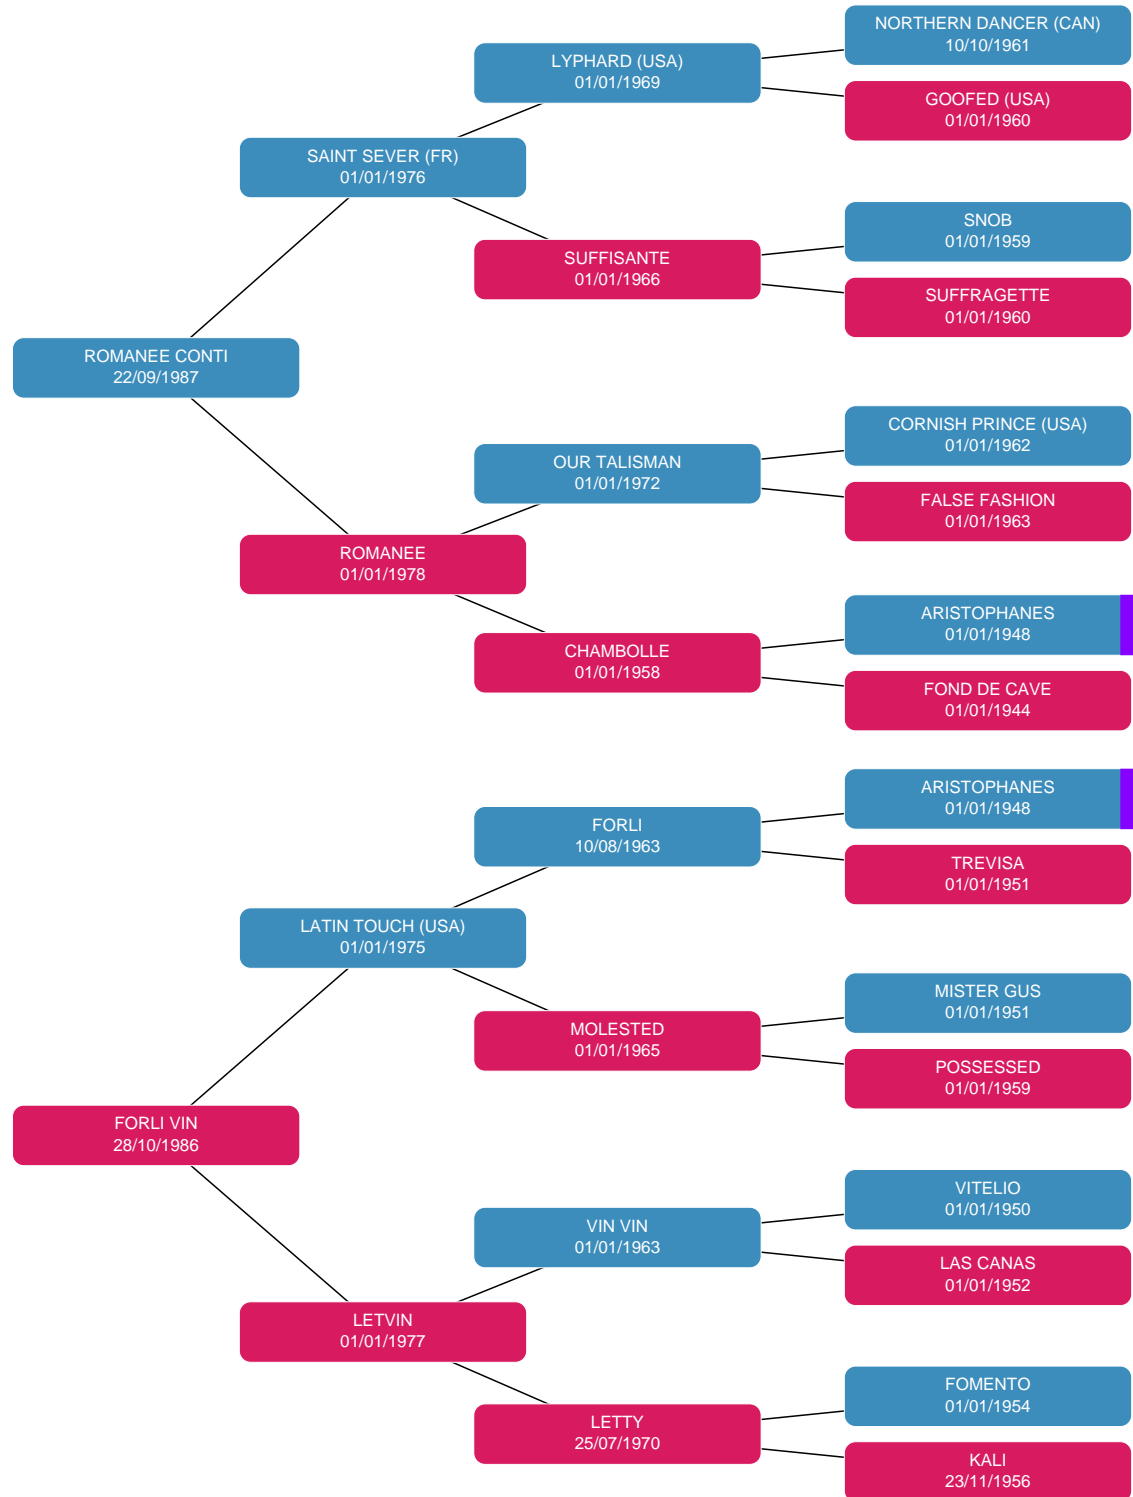 NORTHERN DANCER (CAN)
10/10/1961
LYPHARD (USA)
01/01/1969
GOOFED (USA)
01/01/1960
SAINT SEVER (FR)
01/01/1976
SNOB
01/01/1959
SUFFISANTE
01/01/1966
SUFFRAGETTE
01/01/1960
ROMANEE CONTI
22/09/1987
CORNISH PRINCE (USA)
01/01/1962
OUR TALISMAN
01/01/1972
FALSE FASHION
01/01/1963
ROMANEE
01/01/1978
ARISTOPHANES
01/01/1948
CHAMBOLLE
01/01/1958
FOND DE CAVE
01/01/1944
ARISTOPHANES
01/01/1948
FORLI
10/08/1963
TREVISA
01/01/1951
LATIN TOUCH (USA)
01/01/1975
MISTER GUS
01/01/1951
MOLESTED
01/01/1965
POSSESSED
01/01/1959
FORLI VIN
28/10/1986
VITELIO
01/01/1950
VIN VIN
01/01/1963
LAS CANAS
01/01/1952
LETVIN
01/01/1977
FOMENTO
01/01/1954
LETTY
25/07/1970
KALI
23/11/1956